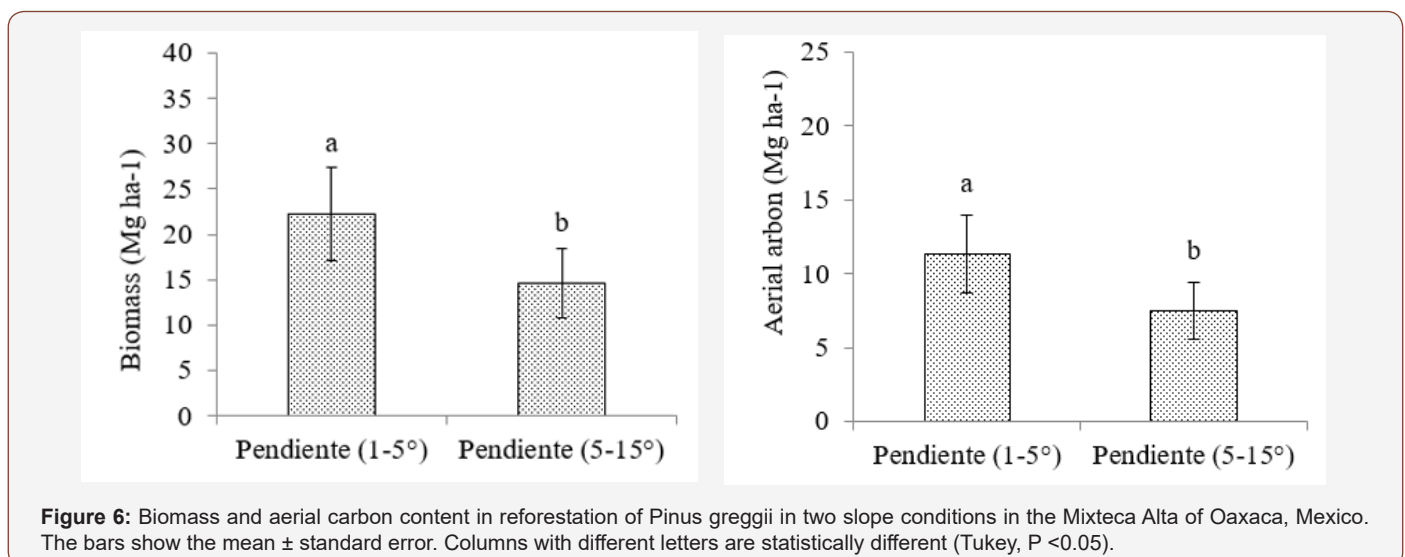 40
35
30
25
20
15
10
5
0
Biomass (Mg ha-1)
a
b
Pendiente (1-5°) Pendiente (5-15°)
25
20
15
10
5
0
Aerial arbon (Mg ha-1)
a
b
Pendiente (1-5°) Pendiente (5-15°)
Figure 6: Biomass and aerial carbon content in reforestation of Pinus greggii in two slope conditions in the Mixteca Alta of Oaxaca, Mexico.
The bars show the mean ± standard error. Columns with different letters are statistically different (Tukey, P <0.05).